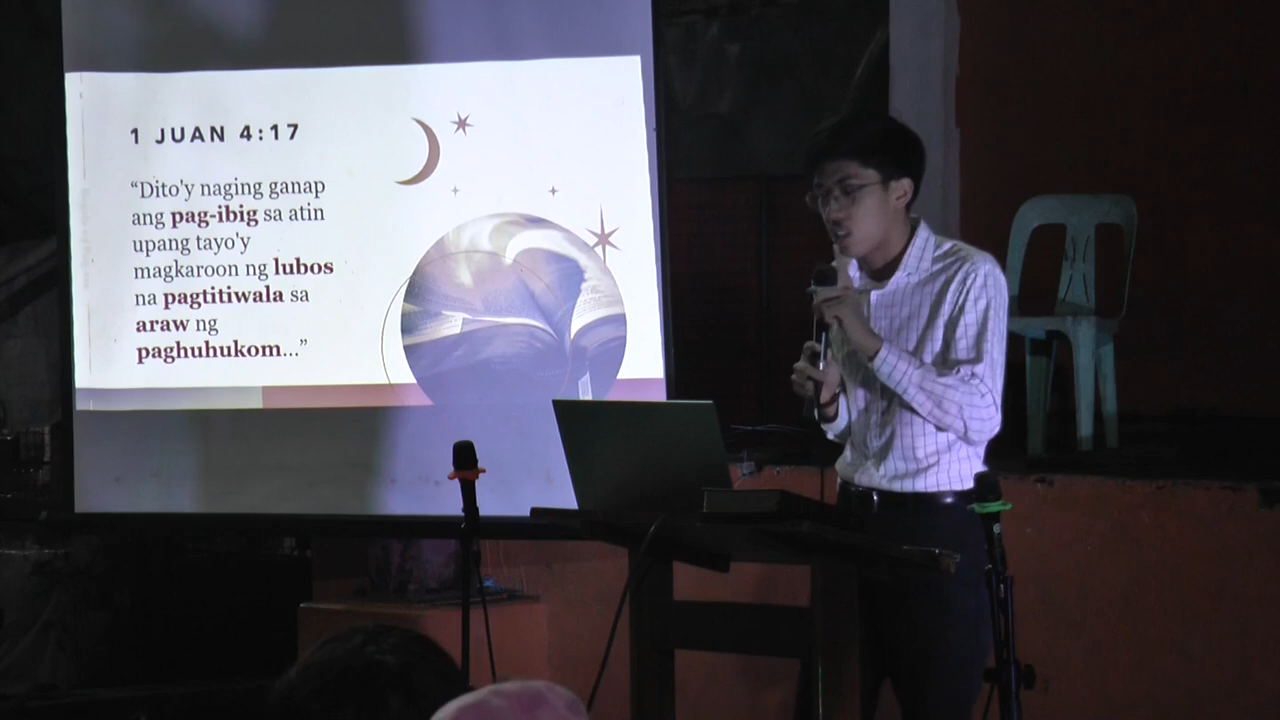 1 JUAN 4:17
“Dito'y naging ganap
ang pag-ibig sa atin
upang tayo'y
magkaroon ng lubos
na pagtitiwala sa
araw ng
paghuhukom...”